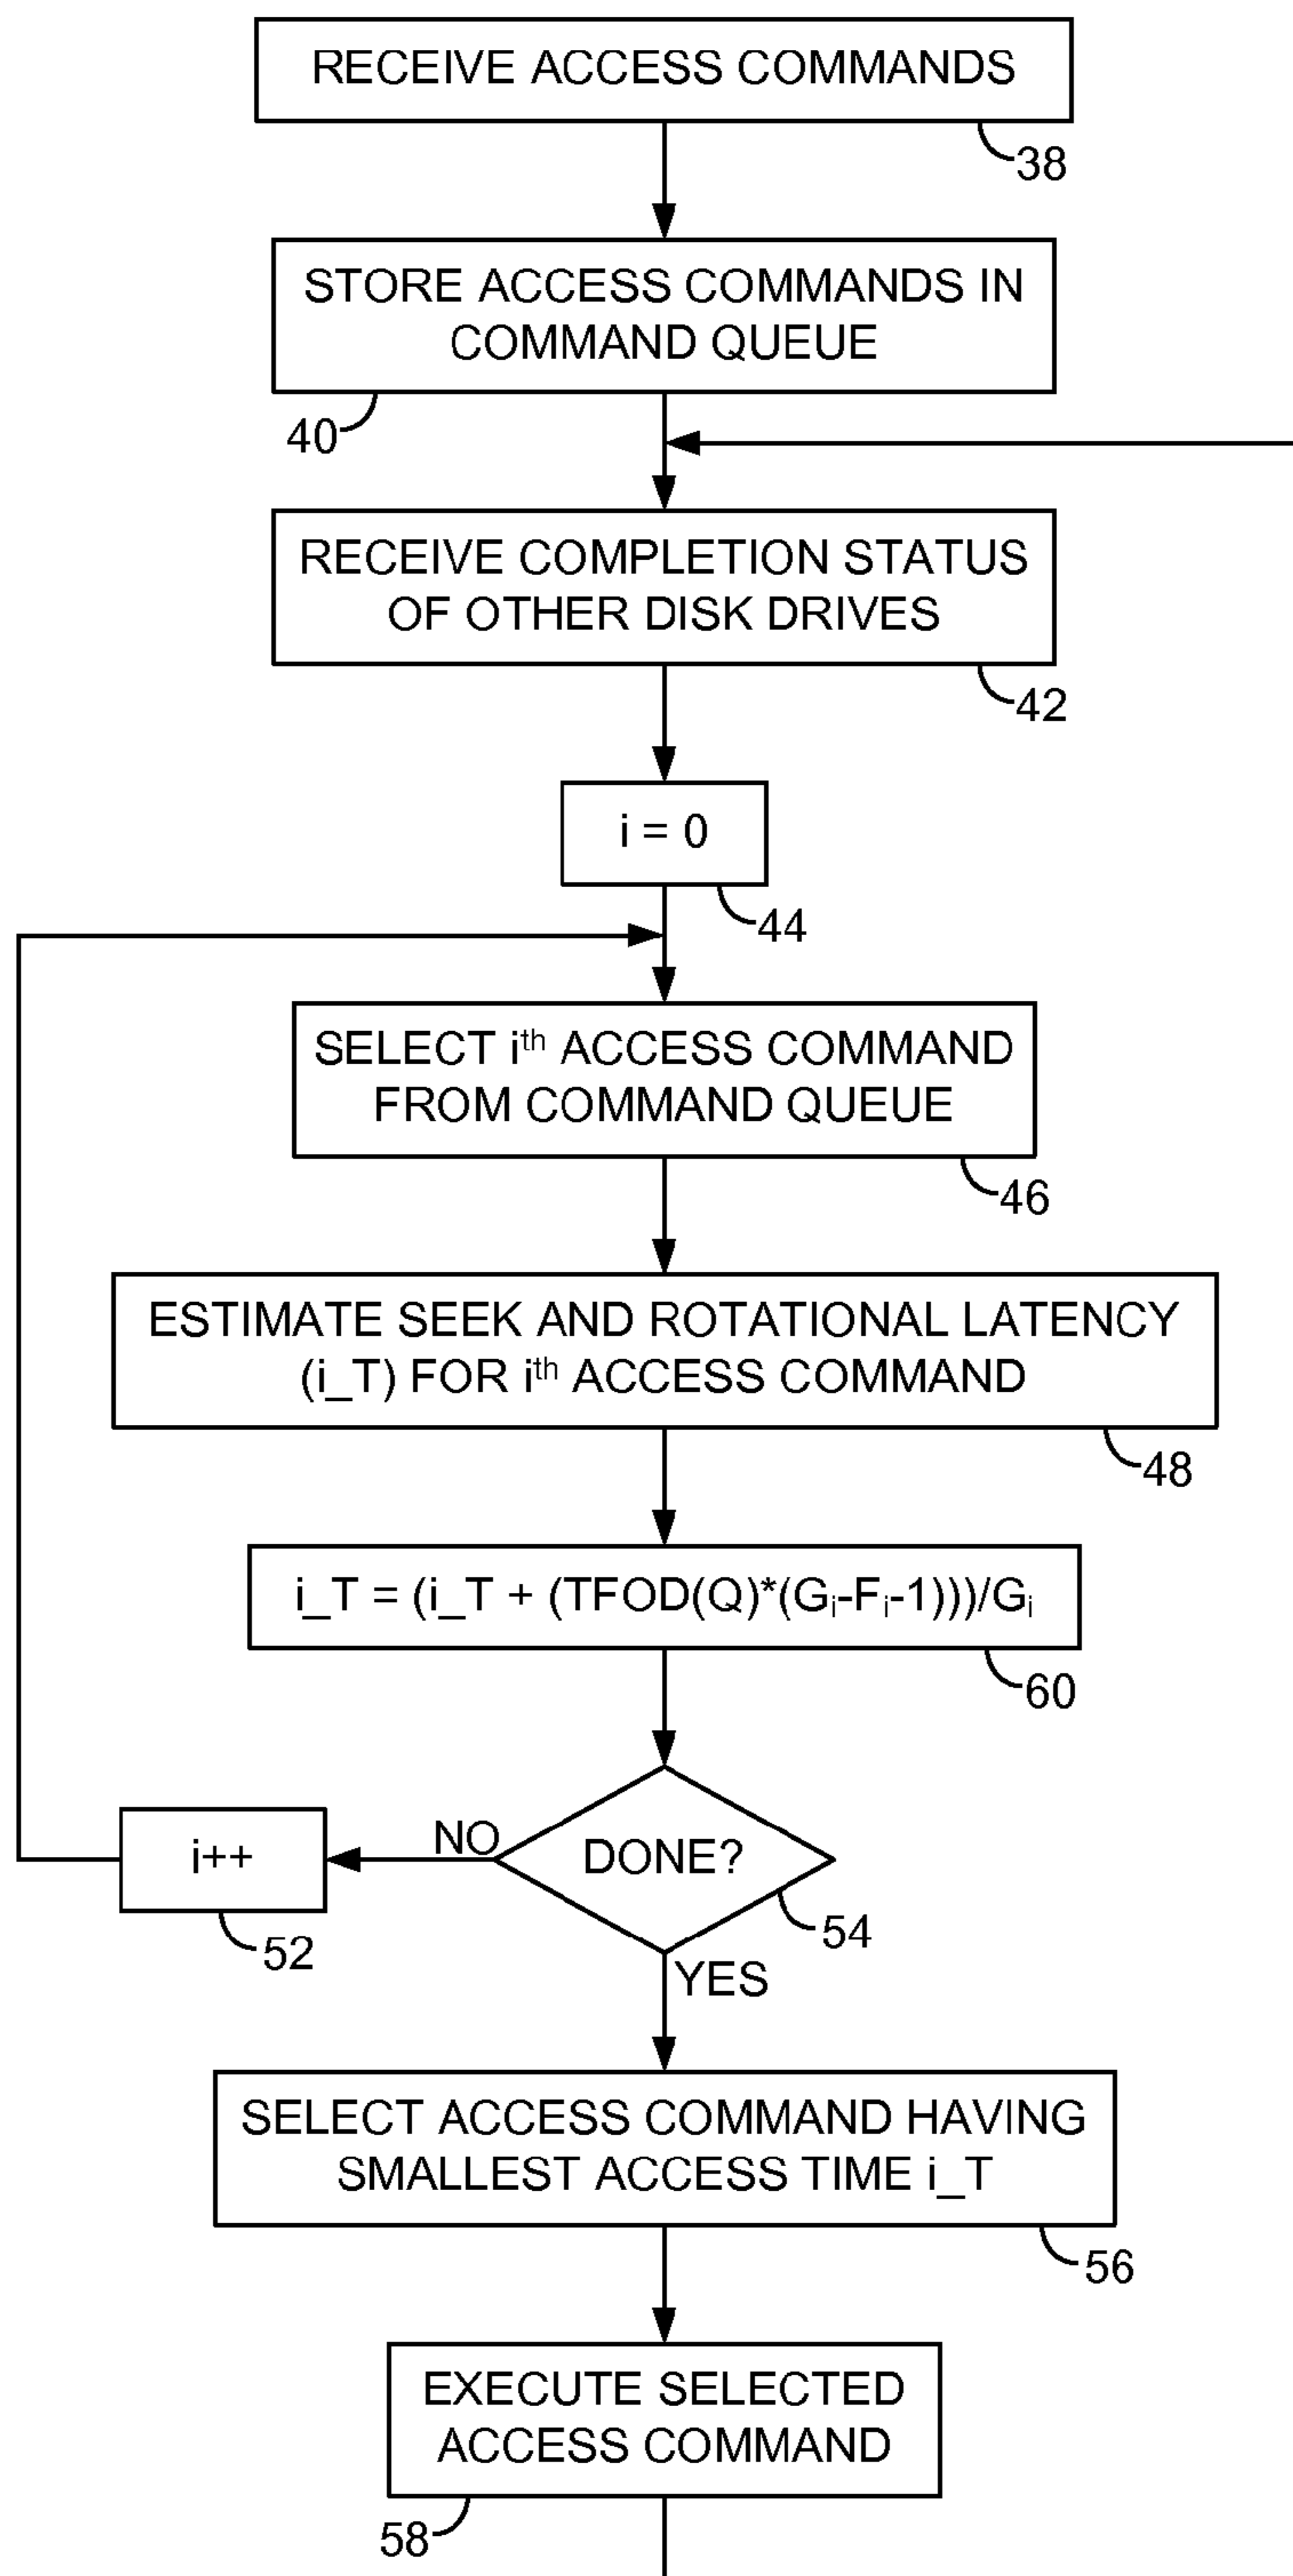 RECEIVE ACCESS COMMANDS
38
STORE ACCESS COMMANDS IN
COMMAND QUEUE
40
RECEIVE COMPLETION STATUS
OF OTHER DISK DRIVES
42
i = 0
44
SELECT iᵗʰ ACCESS COMMAND
FROM COMMAND QUEUE
46
ESTIMATE SEEK AND ROTATIONAL LATENCY
(i_T) FOR iᵗʰ ACCESS COMMAND
48
i_T = (i_T + (TFOD(Q)*(Gᵢ-Fᵢ-1)))/Gᵢ
60
DONE?
54
NO
i++
52
YES
SELECT ACCESS COMMAND HAVING
SMALLEST ACCESS TIME i_T
56
EXECUTE SELECTED
ACCESS COMMAND
58